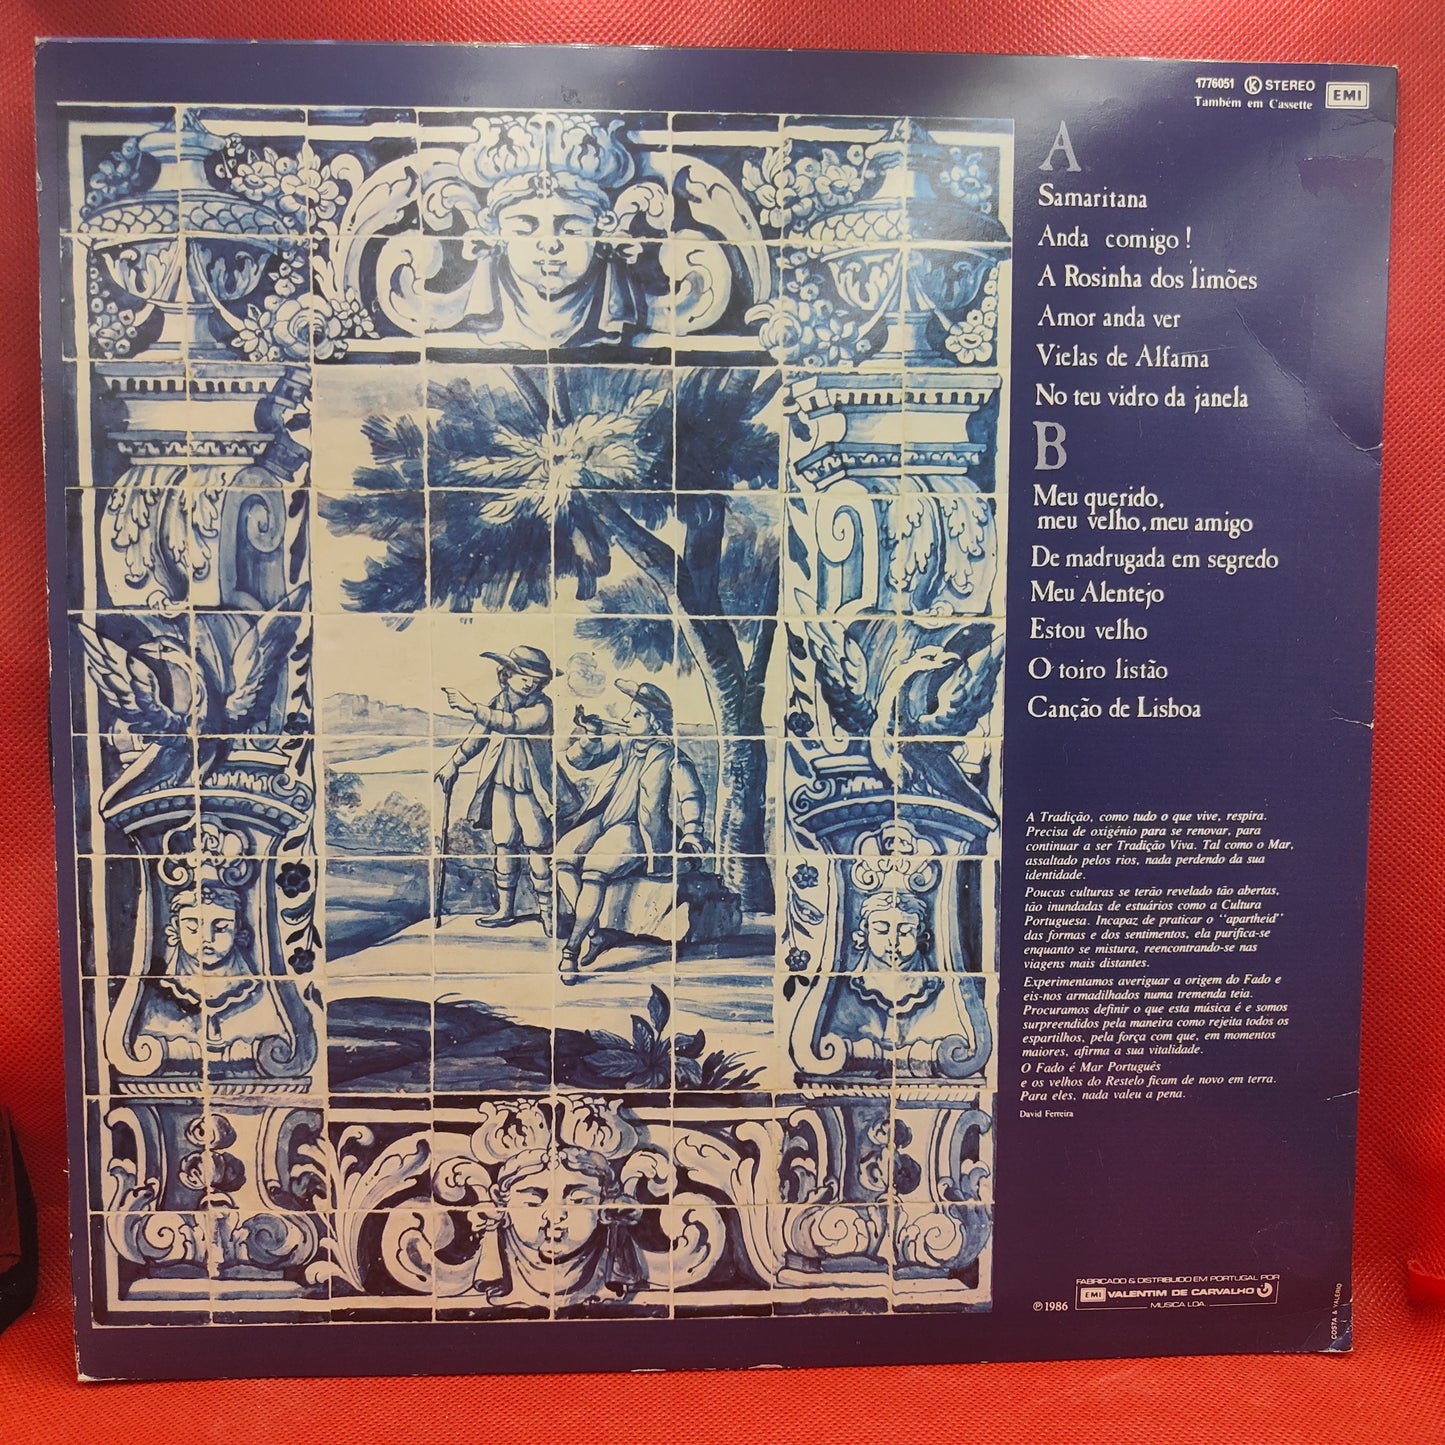 1776051 K STEREO EMI
Também em Cassette
A
Samaritana
Anda comigo !
A Rosinha dos limões
Amor anda ver
Vielas de Alfama
No teu vidro da janela
B
Meu querido,
meu velho, meu amigo
De madrugada em segredo
Meu Alentejo
Estou velho
O toiro listão
Canção de Lisboa
A Tradição, como tudo o que vive, respira.
Precisa de oxigénio para se renovar, para
continuar a ser Tradição Viva. Tal como o Mar,
assaltado pelos rios, nada perdendo da sua
identidade.
Poucas culturas se terão revelado tão abertas,
tão inundadas de estuários como a Cultura
Portuguesa. Incapaz de praticar o "apartheid"
das formas e dos sentimentos, ela purifica-se
enquanto se mistura, reencontrando-se nas
viagens mais distantes.
Experimentamos averiguar a origem do Fado e
eis-nos armadilhados numa tremenda teia.
Procuramos definir o que esta música é e somos
surpreendidos pela maneira como rejeita todos os
espartilhos, pela força com que, em momentos
maiores, afirma a sua vitalidade.
O Fado é Mar Português
e os velhos do Restelo ficam de novo em terra.
Para eles, nada valeu a pena.
David Ferreira
FABRICADO & DISTRIBUIDO EM PORTUGAL POR
℗ 1986 EMI VALENTIM DE CARVALHO
MUSICA LDA.
COSTA & VALERIO